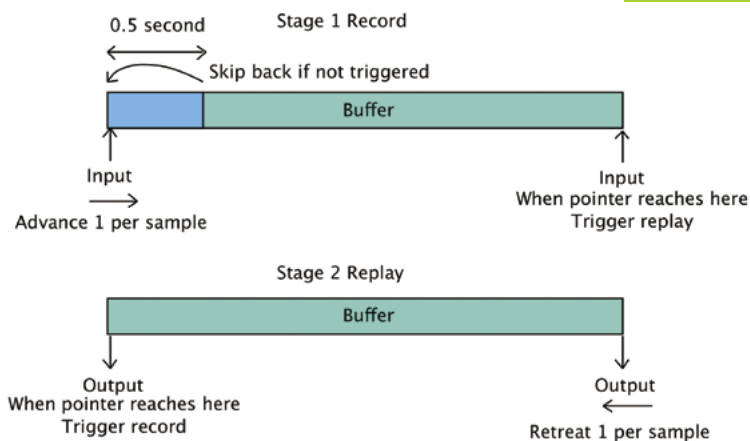 0.5 second
Stage 1 Record
Skip back if not triggered
Buffer
Input
Advance 1 per sample
Input
When pointer reaches here
Trigger replay
Stage 2 Replay
Buffer
Output
When pointer reaches here
Trigger record
Output
Retreat 1 per sample